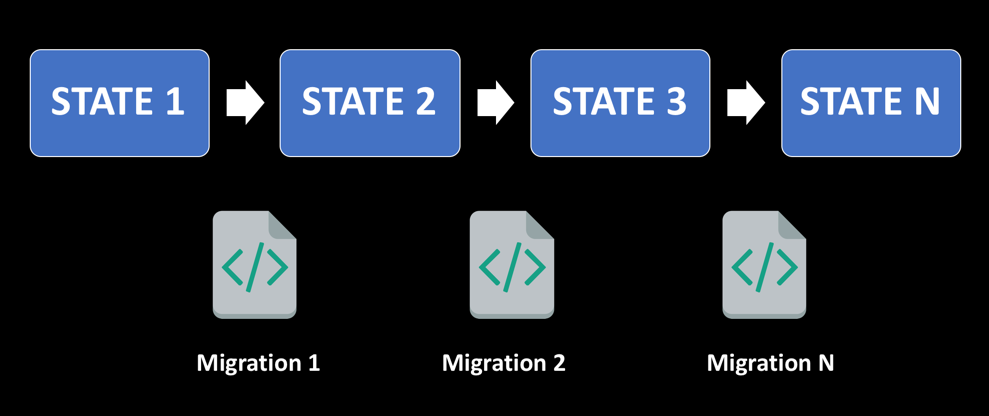 STATE 1
STATE 2
STATE 3
STATE N
</>
</>
</>
Migration 1
Migration 2
Migration N